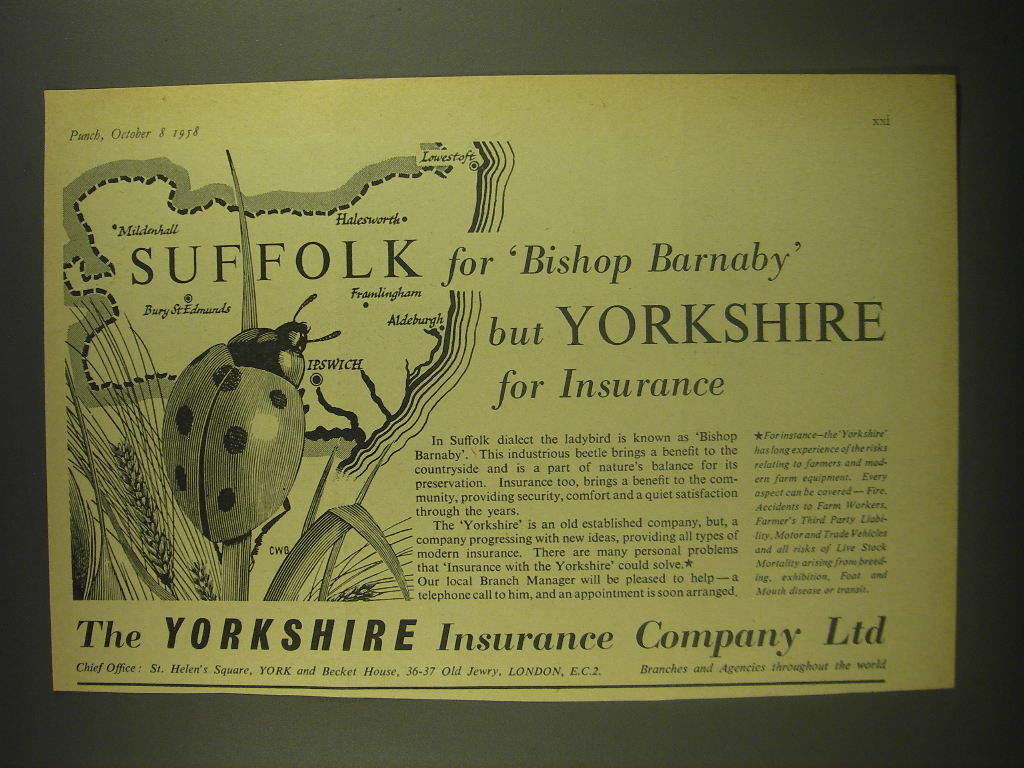 Punch, October 8 1958
xxi
Lowestoft
Mildenhall
Halesworth
SUFFOLK for 'Bishop Barnaby'
Bury St Edmunds
Framlingham
Aldeburgh
but YORKSHIRE
IPSWICH
for Insurance
In Suffolk dialect the ladybird is known as 'Bishop
Barnaby'. This industrious beetle brings a benefit to the
countryside and is a part of nature's balance for its
preservation. Insurance too, brings a benefit to the com-
munity, providing security, comfort and a quiet satisfaction
through the years.
The 'Yorkshire' is an old established company, but, a
company progressing with new ideas, providing all types of
modern insurance. There are many personal problems
that 'Insurance with the Yorkshire' could solve.★
Our local Branch Manager will be pleased to help — a
telephone call to him, and an appointment is soon arranged.
★For instance—the 'Yorkshire'
has long experience of the risks
relating to farmers and mod-
ern farm equipment. Every
aspect can be covered — Fire,
Accidents to Farm Workers,
Farmer's Third Party Liabi-
lity, Motor and Trade Vehicles
and all risks of Live Stock
Mortality arising from breed-
ing, exhibition, Foot and
Mouth disease or transit.
CWB
The YORKSHIRE Insurance Company Ltd
Chief Office: St. Helen's Square, YORK and Becket House, 36-37 Old Jewry, LONDON, E.C.2. Branches and Agencies throughout the world